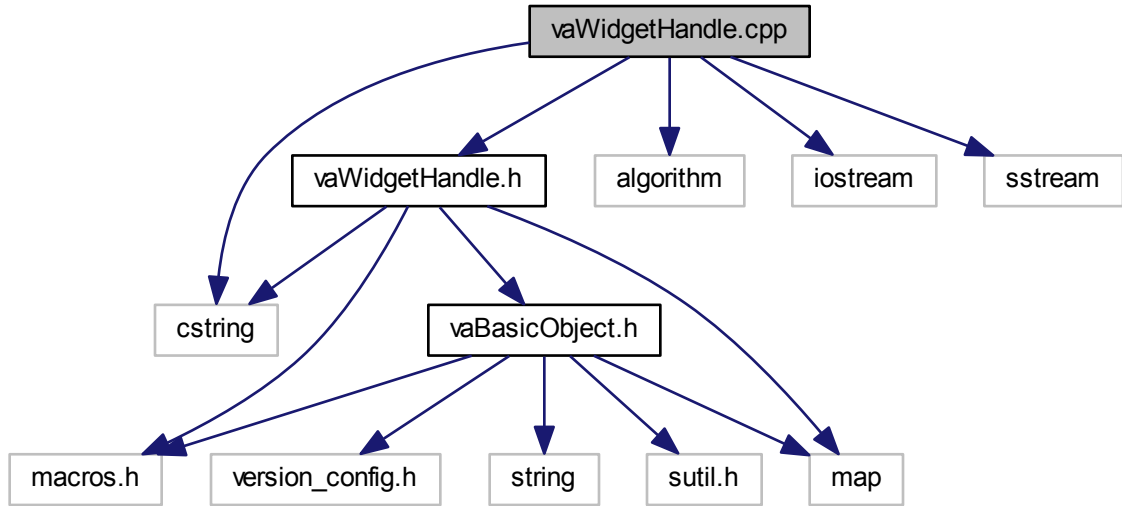 vaWidgetHandle.cpp
vaWidgetHandle.h
algorithm
iostream
sstream
cstring
vaBasicObject.h
macros.h
version_config.h
string
sutil.h
map